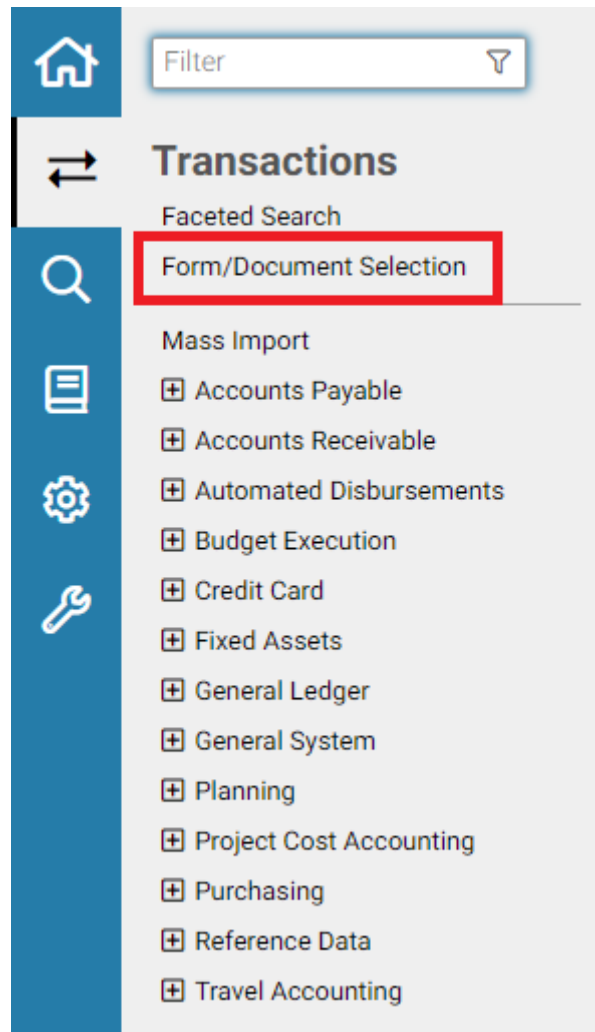 Filter
Transactions
Faceted Search
Form/Document Selection
Mass Import
Accounts Payable
Accounts Receivable
Automated Disbursements
Budget Execution
Credit Card
Fixed Assets
General Ledger
General System
Planning
Project Cost Accounting
Purchasing
Reference Data
Travel Accounting